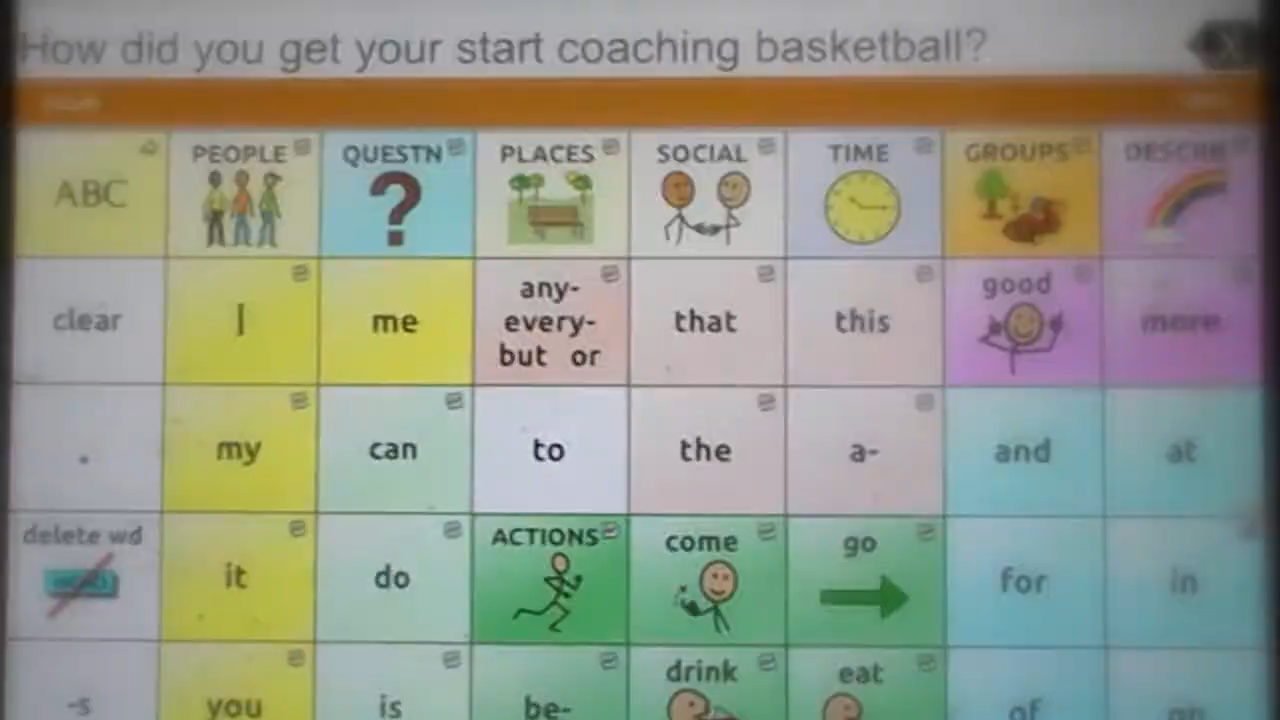 How did you get your start coaching basketball?
ABC PEOPLE QUESTN PLACES SOCIAL TIME GROUPS DESCRB
clear I me any- every- but or that this good more
. my can to the a- and at
delete wd it do ACTIONS come go for in
-s you is be- drink eat of on